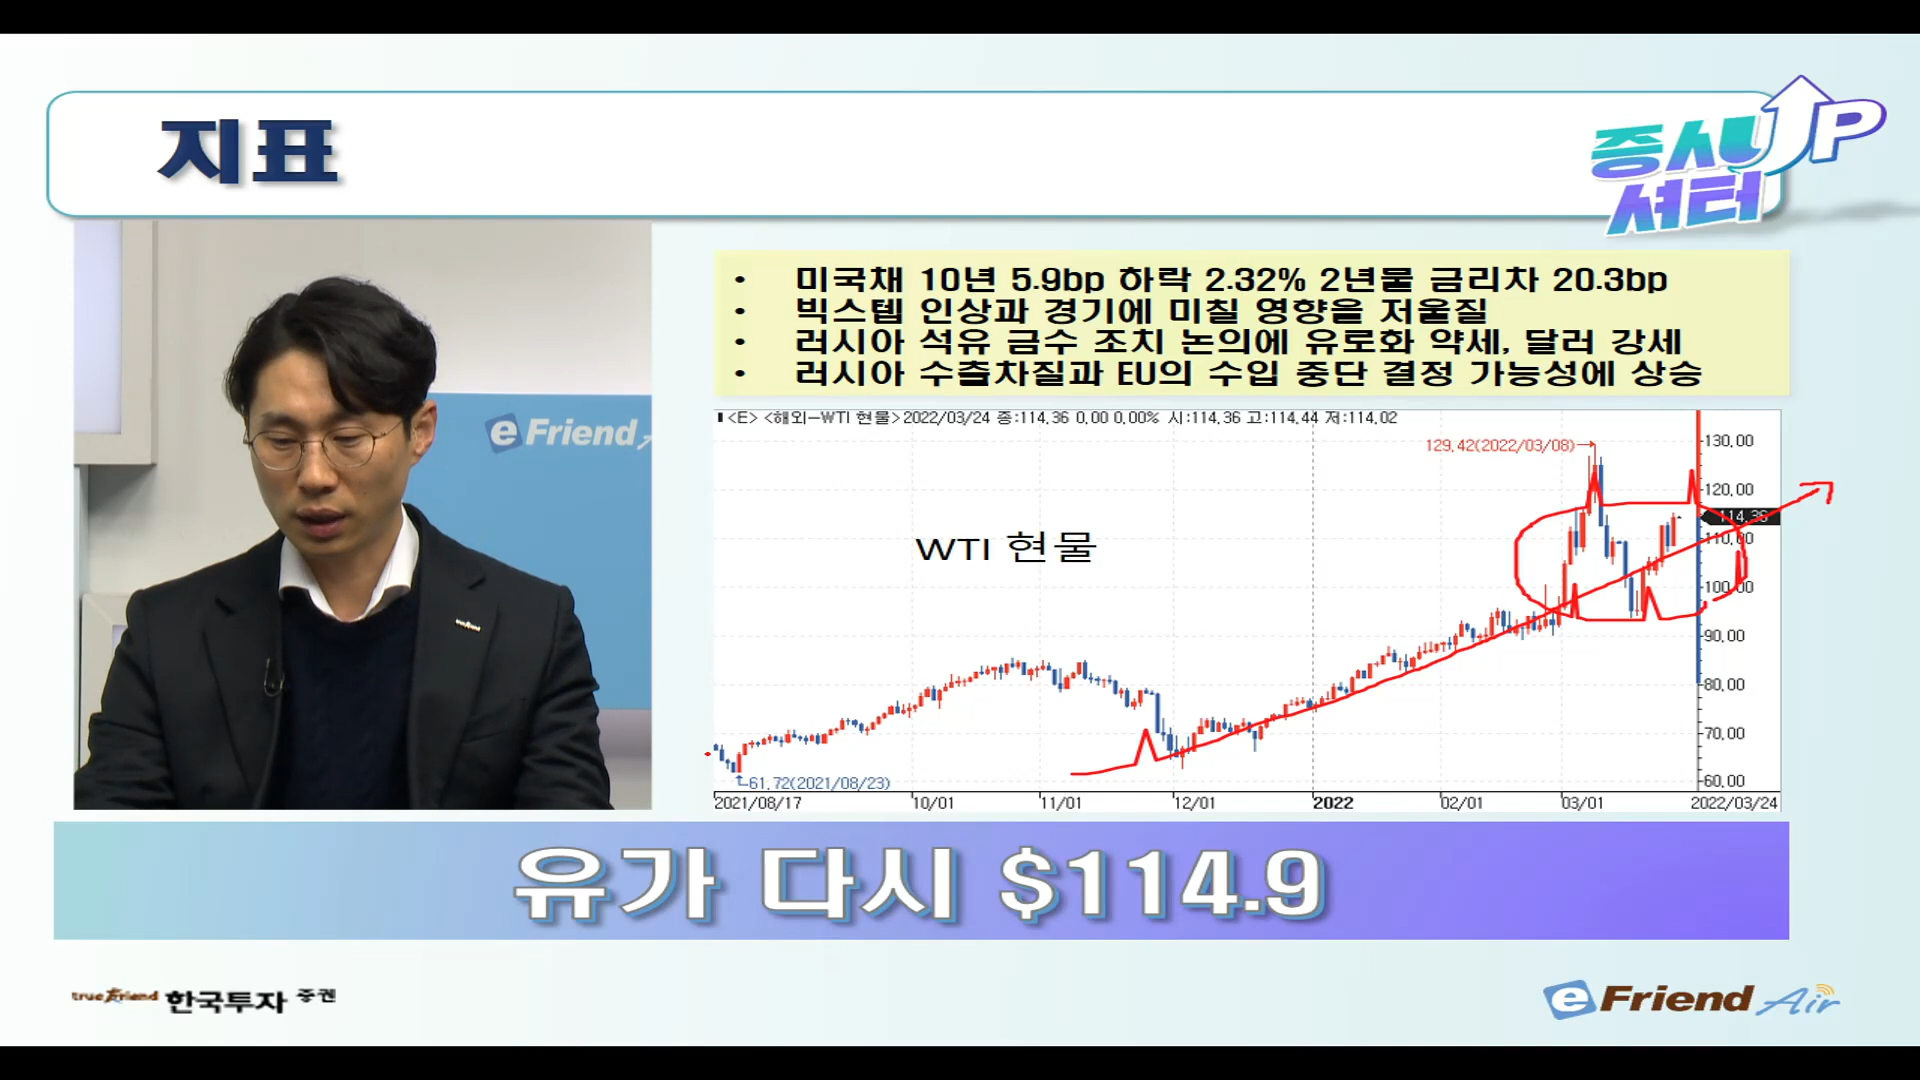 지표
증시UP
셔터
eFriend
• 미국채 10년 5.9bp 하락 2.32% 2년물 금리차 20.3bp
• 빅스텝 인상과 경기에 미칠 영향을 저울질
• 러시아 석유 금수 조치 논의에 유로화 약세, 달러 강세
• 러시아 수출차질과 EU의 수입 중단 결정 가능성에 상승
<E> <해외-WTI 현물>2022/03/24 종:114.36 0.00 0.00% 시:114.36 고:114.44 저:114.02
129.42(2022/03/08)
130.00
120.00
114.36
110.00
100.00
90.00
80.00
70.00
60.00
WTI 현물
61.72(2021/08/23)
2021/08/17 10/01 11/01 12/01 2022 02/01 03/01 2022/03/24
유가 다시 $114.9
true Friend 한국투자 증권
eFriend Air